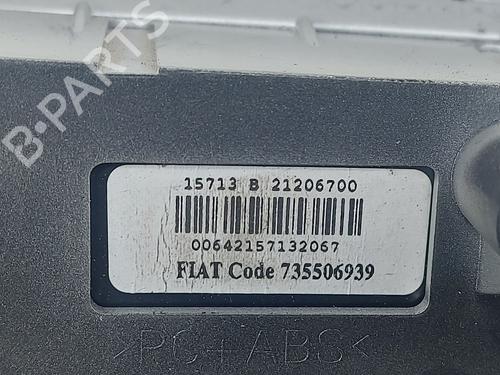 B-PARTS
15713 B 21206700
00642157132067
FIAT Code 735506939
>PC+ABS<